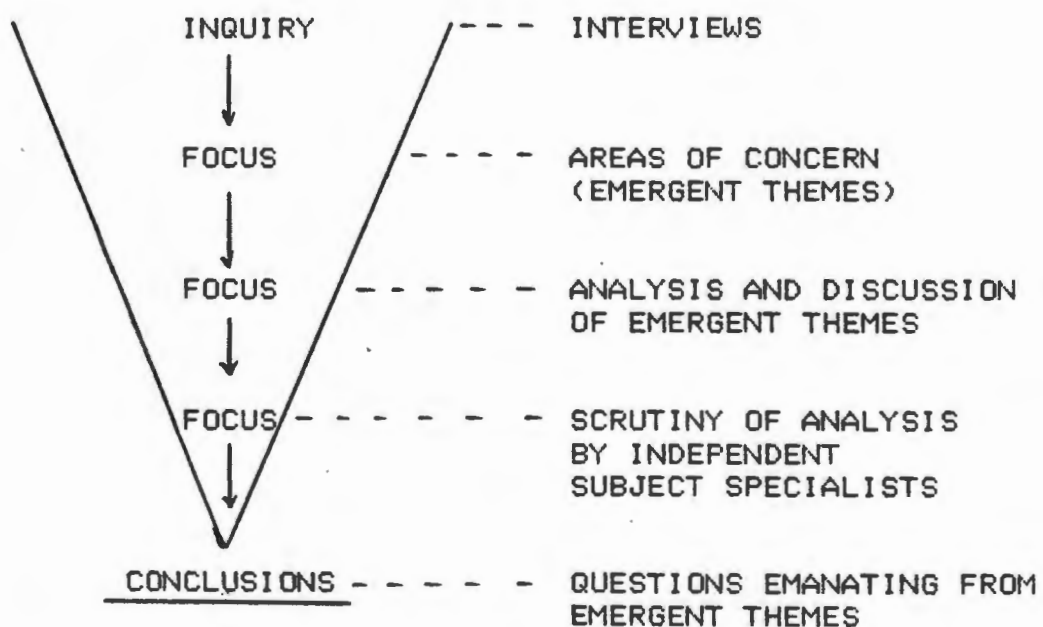 INQUIRY - - - - INTERVIEWS
FOCUS - - - - - - AREAS OF CONCERN
(EMERGENT THEMES)
FOCUS - - - - - - - - ANALYSIS AND DISCUSSION
OF EMERGENT THEMES
FOCUS - - - - - - - - - - SCRUTINY OF ANALYSIS
BY INDEPENDENT
SUBJECT SPECIALISTS
CONCLUSIONS - - - - - - - - QUESTIONS EMANATING FROM
EMERGENT THEMES